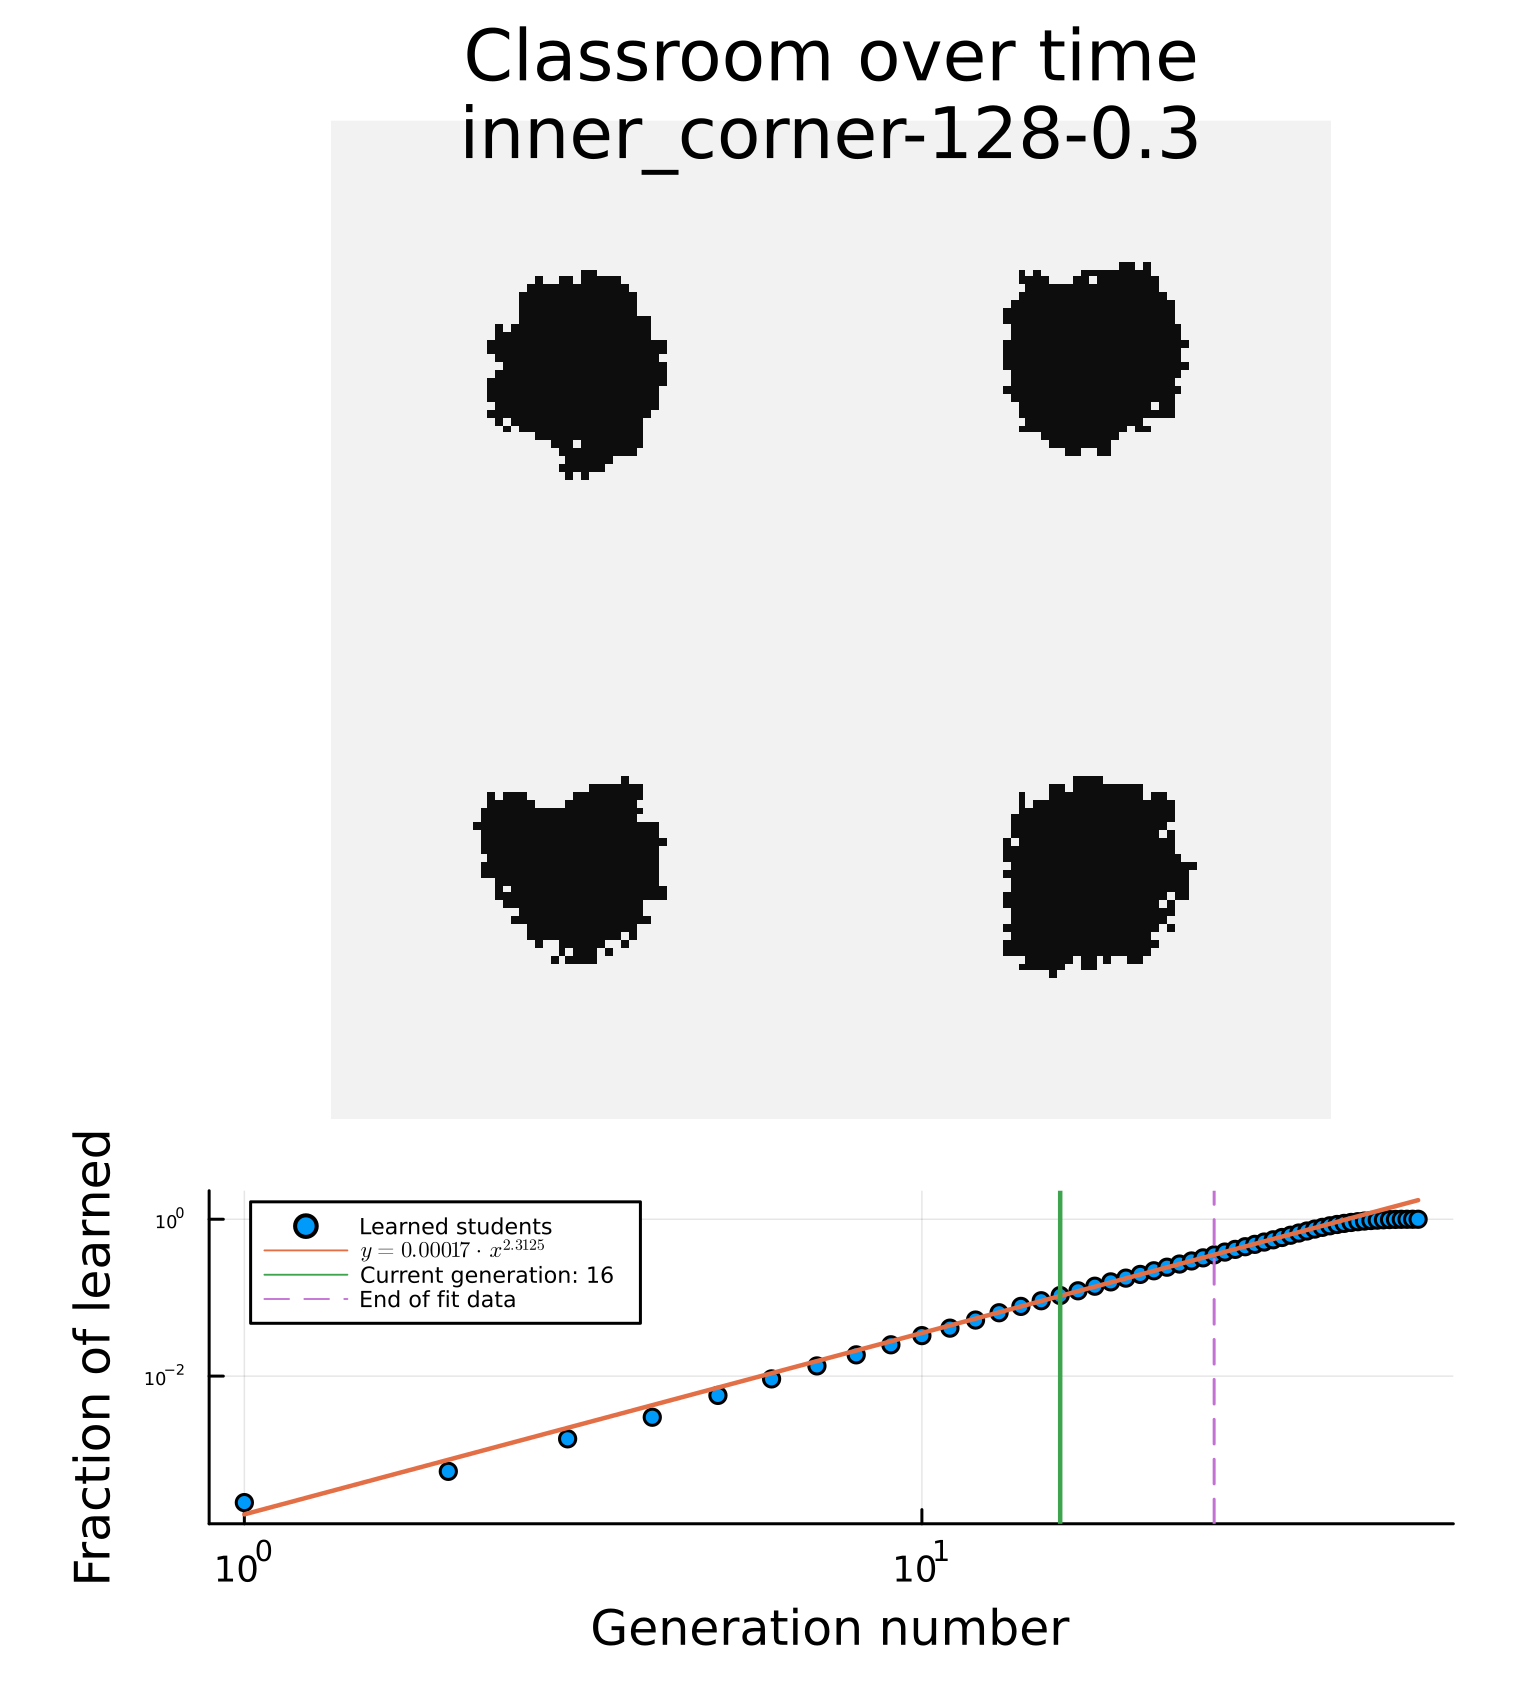 Classroom over time
inner_corner-128-0.3
Fraction of learned
10⁰
10⁻²
Learned students
y = 0.00017 · x²·³¹²⁵
Current generation: 16
End of fit data
10⁰
10¹
Generation number